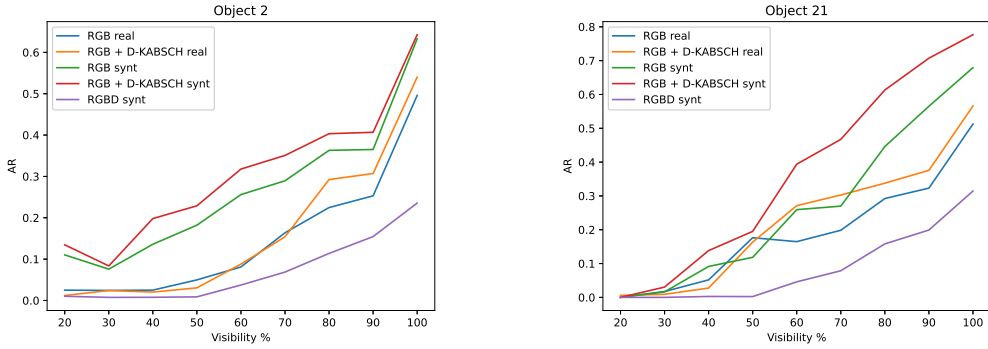 Object 2
RGB real
RGB + D-KABSCH real
RGB synt
RGB + D-KABSCH synt
RGBD synt
0.6
0.5
0.4
0.3
0.2
0.1
0.0
AR
20 30 40 50 60 70 80 90 100
Visibility %
Object 21
RGB real
RGB + D-KABSCH real
RGB synt
RGB + D-KABSCH synt
RGBD synt
0.8
0.7
0.6
0.5
0.4
0.3
0.2
0.1
0.0
AR
20 30 40 50 60 70 80 90 100
Visibility %